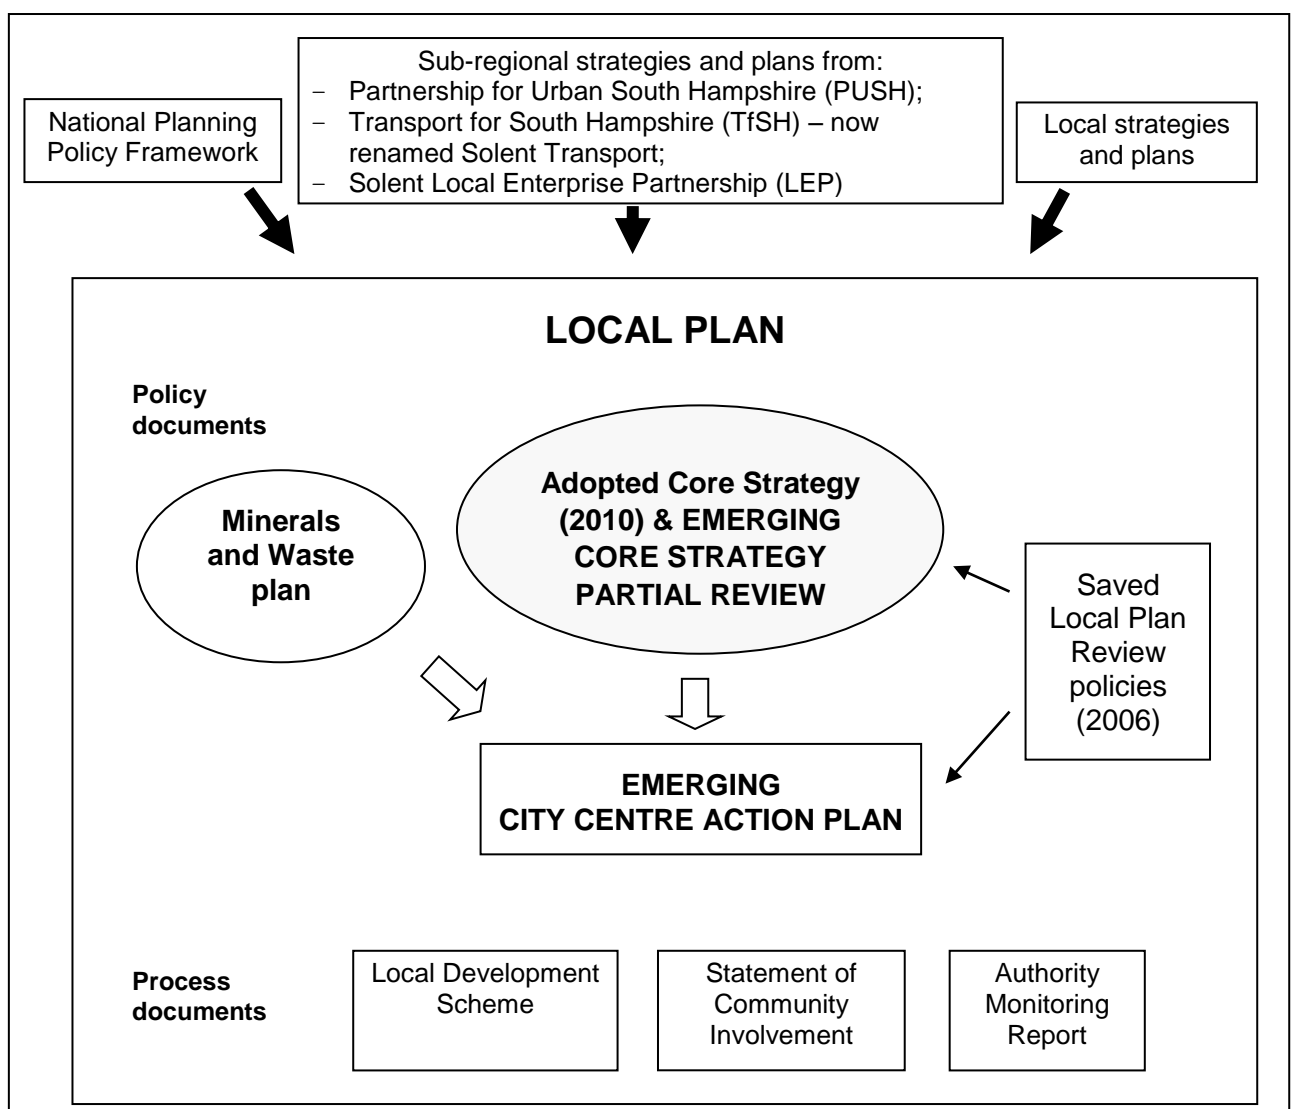 Sub-regional strategies and plans from:
– Partnership for Urban South Hampshire (PUSH);
– Transport for South Hampshire (TfSH) – now
renamed Solent Transport;
– Solent Local Enterprise Partnership (LEP)
National Planning
Policy Framework
Local strategies
and plans
LOCAL PLAN
Policy
documents
Minerals
and Waste
plan
Adopted Core Strategy
(2010) & EMERGING
CORE STRATEGY
PARTIAL REVIEW
Saved
Local Plan
Review
policies
(2006)
EMERGING
CITY CENTRE ACTION PLAN
Process
documents
Local Development
Scheme
Statement of
Community
Involvement
Authority
Monitoring
Report